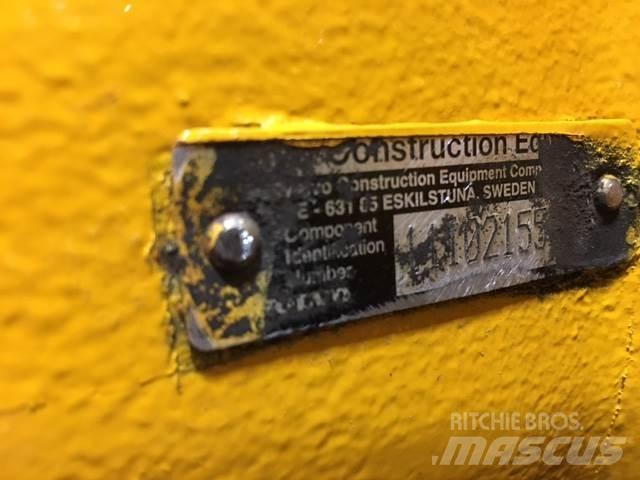 Construction Eq
Volvo Construction Equipment Comp
E - 631 85 ESKILSTUNA, SWEDEN
Component
Identification
Number
RITCHIE BROS.
MASCUS